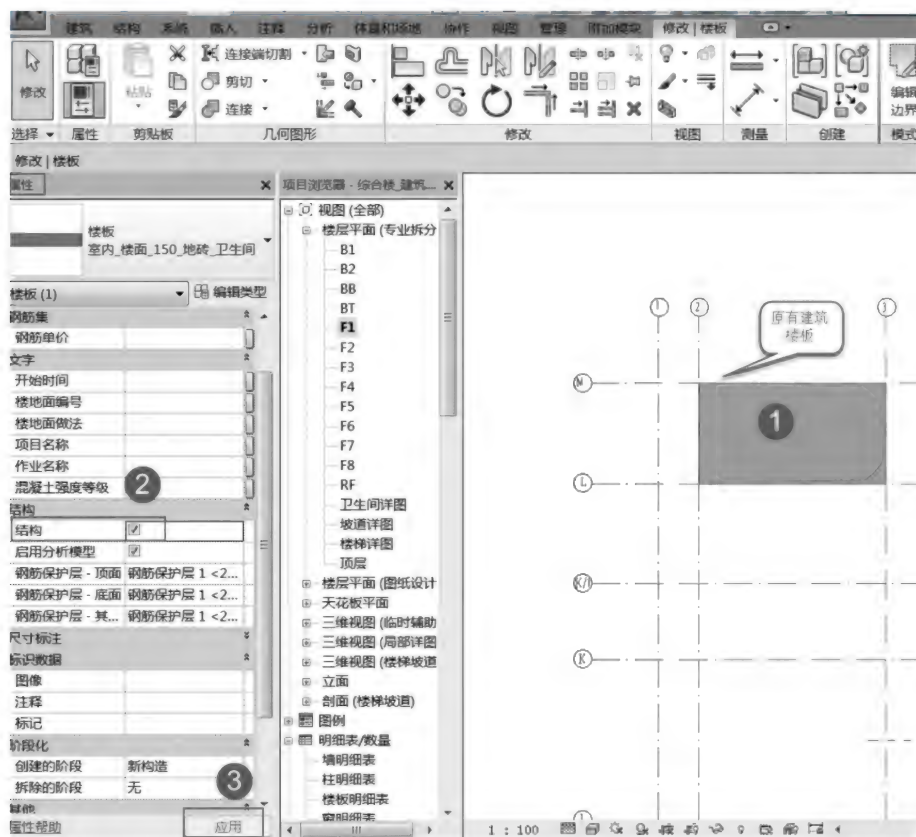 建筑 结构 系统 插入 注释 分析 体量和场地 协作 视图 管理 附加模块 修改 | 楼板
修改
粘贴
连接端切割
剪切
连接
编辑
边界
选择 属性 剪贴板 几何图形 修改 视图 测量 创建 模式
修改 | 楼板
属性
楼板
室内_楼面_150_地砖_卫生间
楼板 (1)
编辑类型
钢筋集
钢筋单价
文字
开始时间
楼地面编号
楼地面做法
项目名称
作业名称
混凝土强度等级
2
结构
结构
启用分析模型
钢筋保护层 - 顶面 钢筋保护层 1 <2...
钢筋保护层 - 底面 钢筋保护层 1 <2...
钢筋保护层 - 其... 钢筋保护层 1 <2...
尺寸标注
标识数据
图像
注释
标记
阶段化
创建的阶段 新构造
拆除的阶段 无
3
其他
属性帮助
应用
项目浏览器 - 综合楼_建筑...
视图 (全部)
楼层平面 (专业拆分
B1
B2
BB
BT
F1
F2
F3
F4
F5
F6
F7
F8
RF
卫生间详图
坡道详图
楼梯详图
顶层
楼层平面 (图纸设计
天花板平面
三维视图 (临时辅助
三维视图 (局部详图
三维视图 (楼梯坡道
立面
剖面 (楼梯坡道)
图例
明细表/数量
墙明细表
柱明细表
楼板明细表
窗明细表
1 2 3
原有建筑
楼板
M
1
L
K/1
K
1 : 100